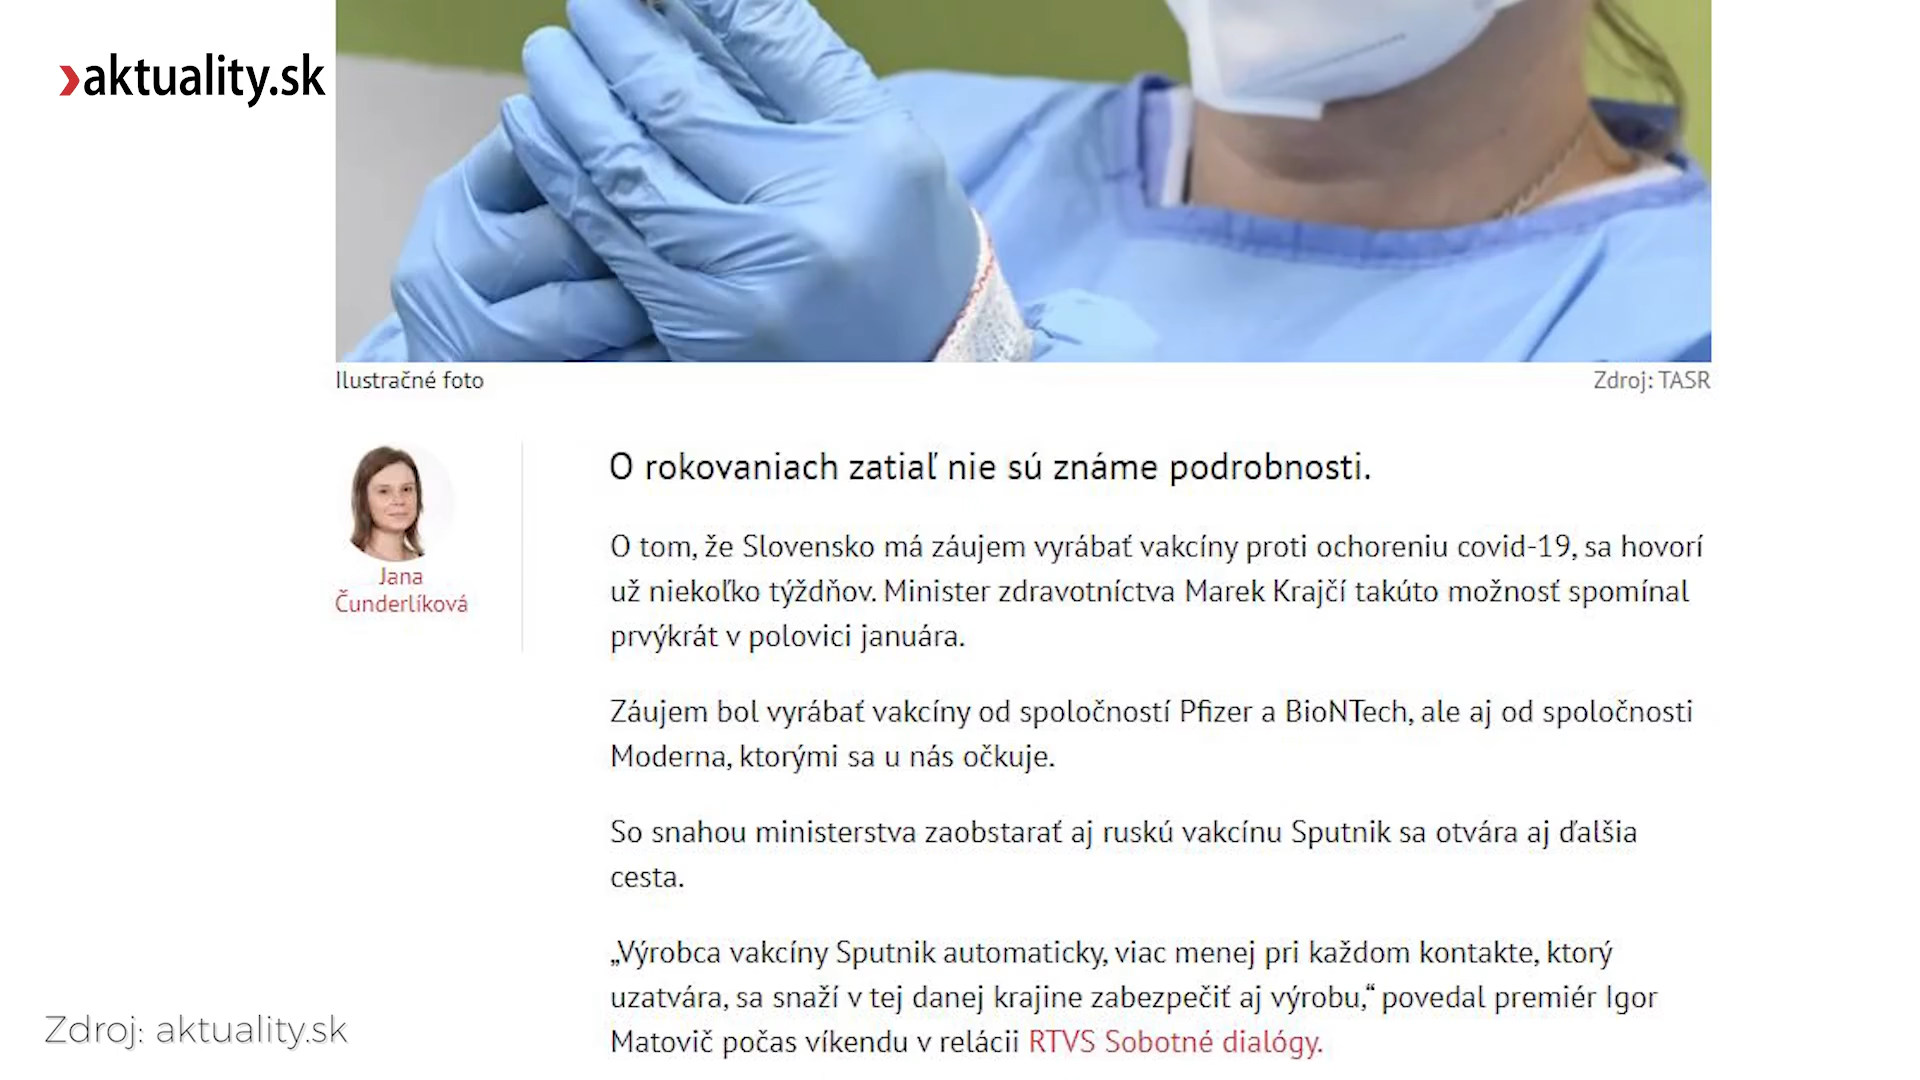 aktuality.sk
Ilustračné foto
Zdroj: TASR
Jana
Čunderlíková
O rokovaniach zatiaľ nie sú známe podrobnosti.
O tom, že Slovensko má záujem vyrábať vakcíny proti ochoreniu covid-19, sa hovorí
už niekoľko týždňov. Minister zdravotníctva Marek Krajčí takúto možnosť spomínal
prvýkrát v polovici januára.
Záujem bol vyrábať vakcíny od spoločností Pfizer a BioNTech, ale aj od spoločnosti
Moderna, ktorými sa u nás očkuje.
So snahou ministerstva zaobstarať aj ruskú vakcínu Sputnik sa otvára aj ďalšia
cesta.
„Výrobca vakcíny Sputnik automaticky, viac menej pri každom kontakte, ktorý
uzatvára, sa snaží v tej danej krajine zabezpečiť aj výrobu,“ povedal premiér Igor
Matovič počas víkendu v relácii RTVS Sobotné dialógy.
Zdroj: aktuality.sk